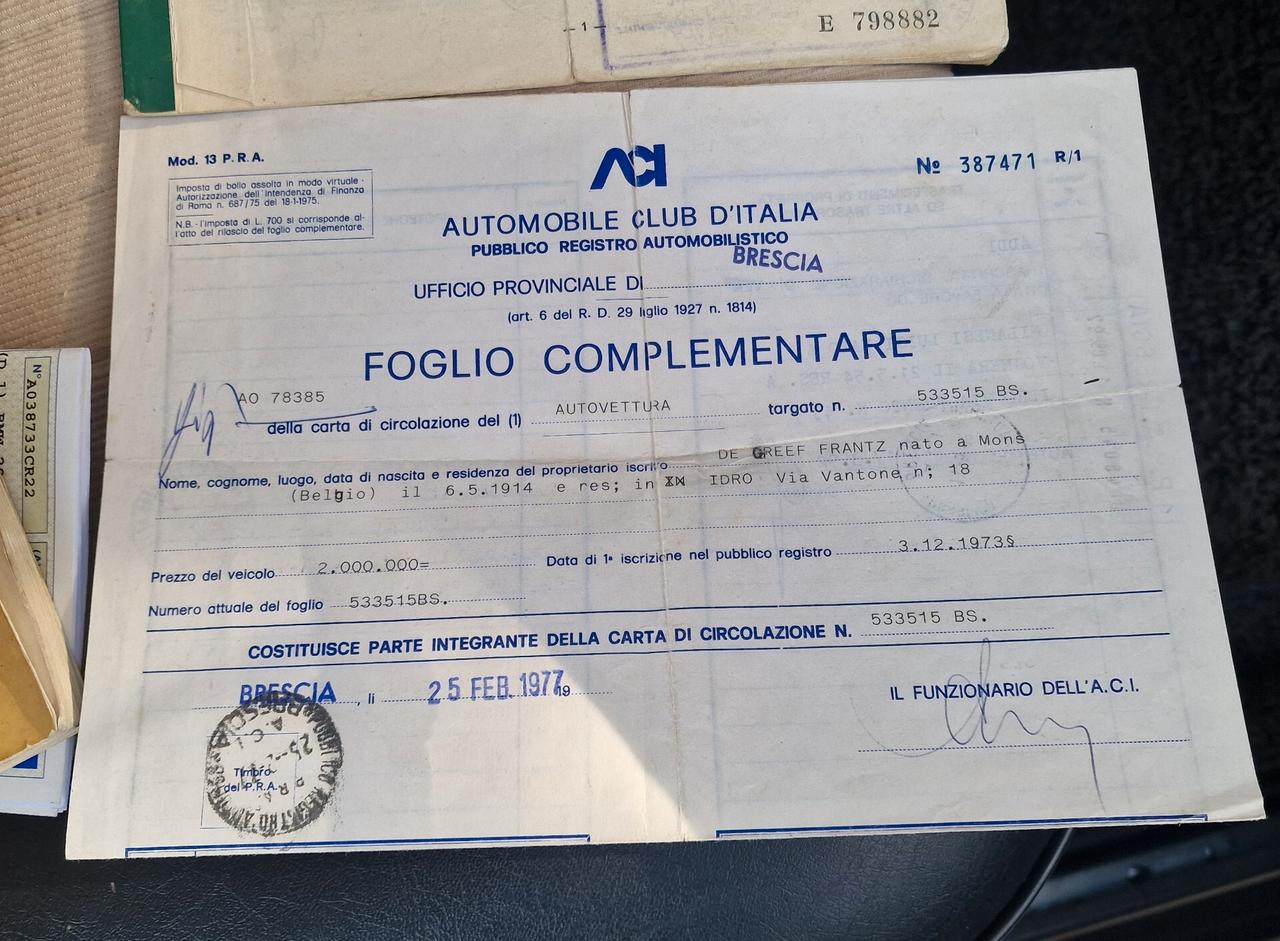 — 1 —
E 798882
Mod. 13 P.R.A.
ACI
Nº 387471 R/1
Imposta di bollo assolta in modo virtuale -
Autorizzazione dell'Intendenza di Finanza
di Roma n. 687/75 del 18-1-1975.
N.B. - l'imposta di L. 700 si corrisponde al-
l'atto del rilascio del foglio complementare.
AUTOMOBILE CLUB D'ITALIA
PUBBLICO REGISTRO AUTOMOBILISTICO
UFFICIO PROVINCIALE DI BRESCIA
(art. 6 del R. D. 29 luglio 1927 n. 1814)
FOGLIO COMPLEMENTARE
AO 78385
della carta di circolazione del (1) AUTOVETTURA targato n. 533515 BS.
Nome, cognome, luogo, data di nascita e residenza del proprietario iscritto DE GREEF FRANTZ nato a Mons
(Belgio) il 6.5.1914 e res; in IDRO Via Vantone n; 18
Prezzo del veicolo 2.000.000= Data di 1ª iscrizione nel pubblico registro 3.12.1973§
Numero attuale del foglio 533515BS.
COSTITUISCE PARTE INTEGRANTE DELLA CARTA DI CIRCOLAZIONE N. 533515 BS.
BRESCIA, li 25 FEB. 1977 19
IL FUNZIONARIO DELL'A.C.I.
Timbro
del P.R.A.
BRESCIA
A.C.I.
Nº A038733CR22